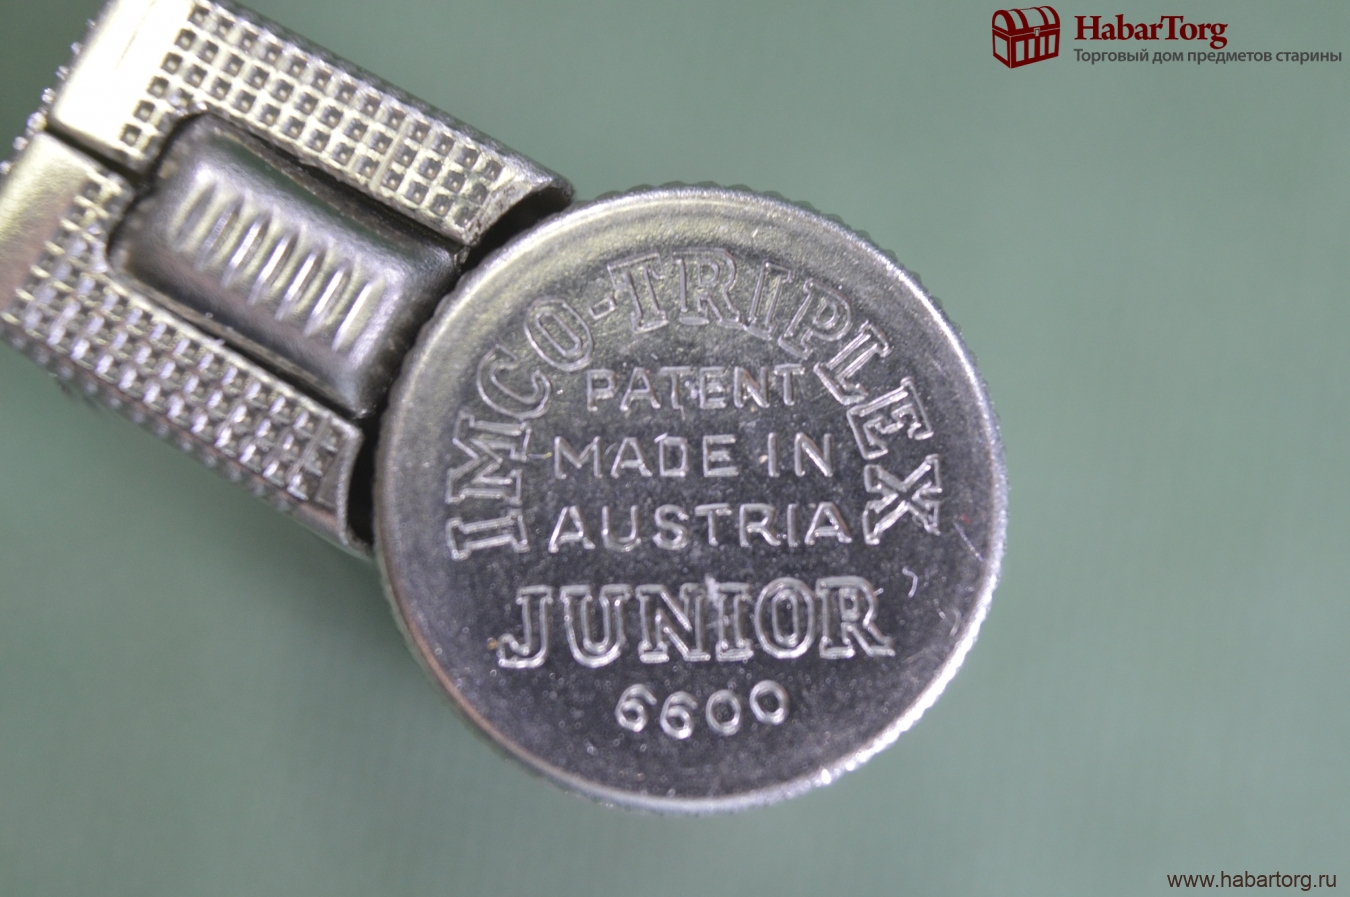 HabarTorg
Торговый дом предметов старины
IMCO-TRIPLEX
PATENT
MADE IN
AUSTRIA
JUNIOR
6600
www.habartorg.ru